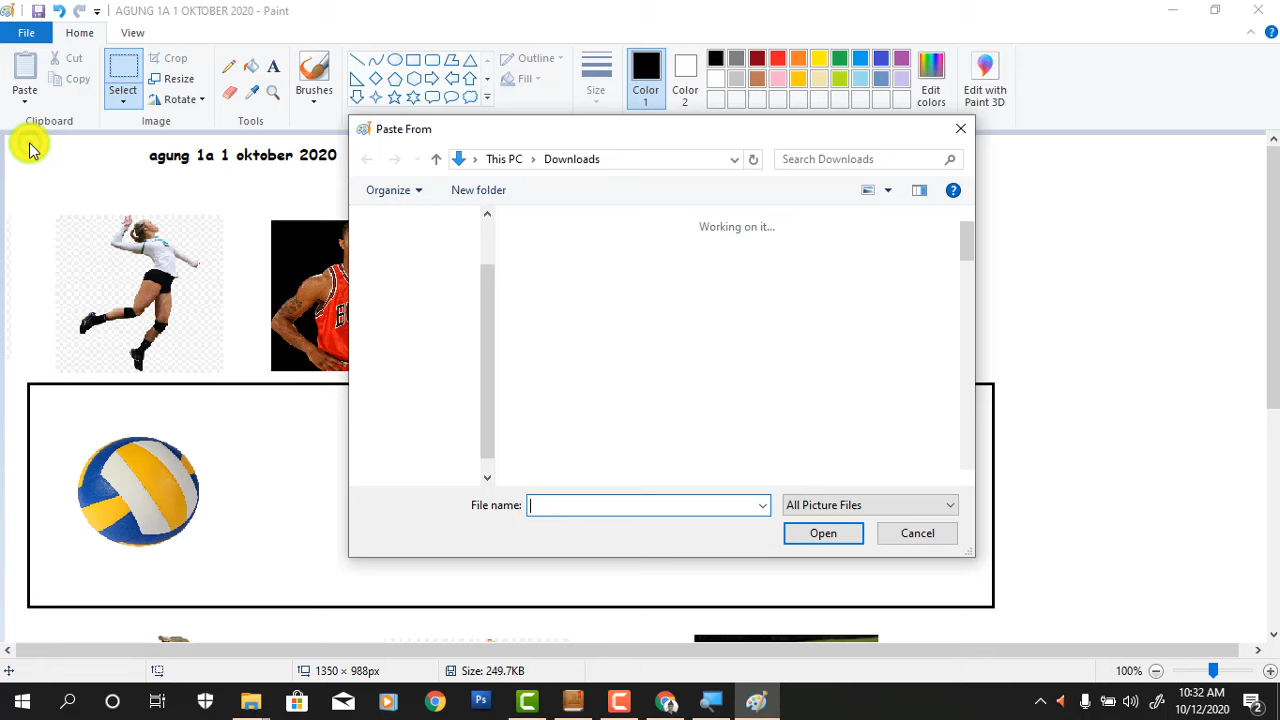 AGUNG 1A 1 OKTOBER 2020 - Paint
File Home View
Paste Cut Copy
Clipboard
Select Crop Resize Rotate
Image
A
Tools
Brushes
Outline
Fill
Size
Color 1
Color 2
Edit colors
Edit with Paint 3D
agung 1a 1 oktober 2020
Paste From
This PC Downloads
Search Downloads
Organize New folder
Working on it...
File name:
All Picture Files
Open Cancel
1350 × 988px
Size: 249.7KB
100%
Ps
10:32 AM
10/12/2020
2